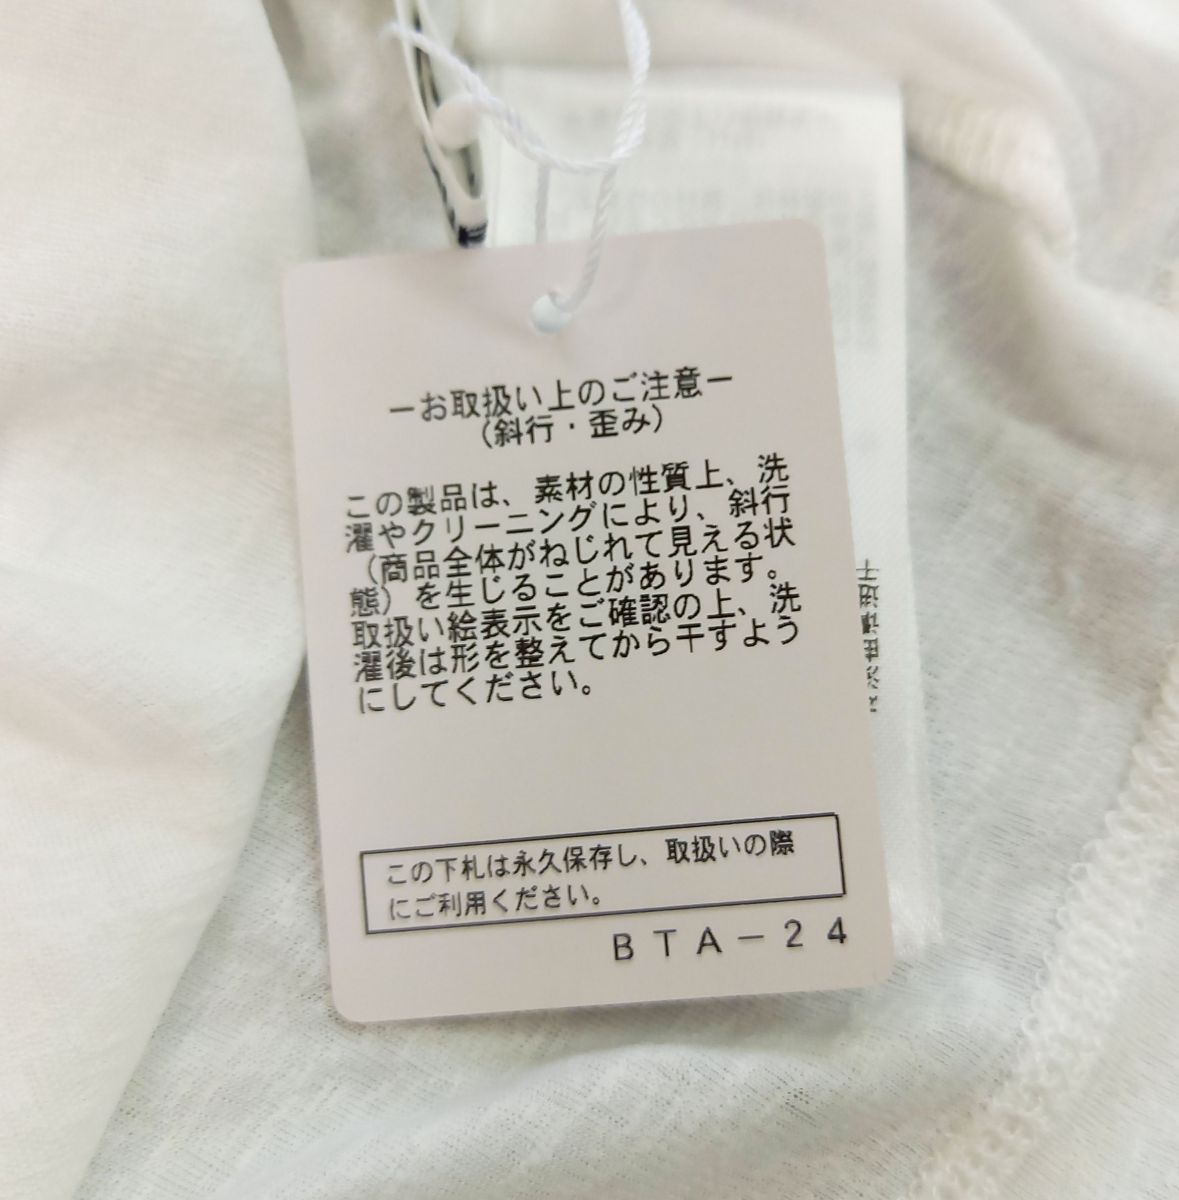 －お取扱い上のご注意－
（斜行・歪み）
この製品は、素材の性質上、洗
濯やクリーニングにより、斜行
（商品全体がねじれて見える状
態）を生じることがあります。
取扱い絵表示をご確認の上、洗
濯後は形を整えてから干すよう
にしてください。
この下札は永久保存し、取扱いの際
にご利用ください。
BTA－24